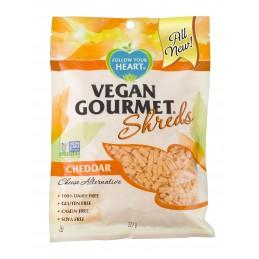 All
New!
FOLLOW YOUR
HEART®
VEGAN
GOURMET®
Shreds
CHEDDAR
Cheese Alternative
• 100% DAIRY FREE
• GLUTEN FREE
• CASEIN FREE
• SOYA FREE
227 g